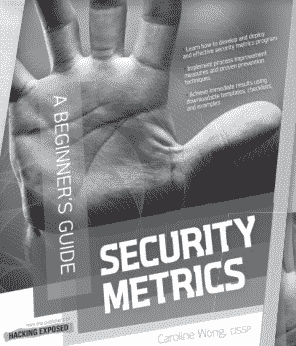 Learn how to develop and deploy
and effective security metrics program
Implement process improvement
measures and proven prevention
techniques
Achieve immediate results using
downloadable templates, checklists,
and examples
A BEGINNER'S GUIDE
SECURITY
METRICS
HACKING EXPOSED
Caroline Wong, CISSP